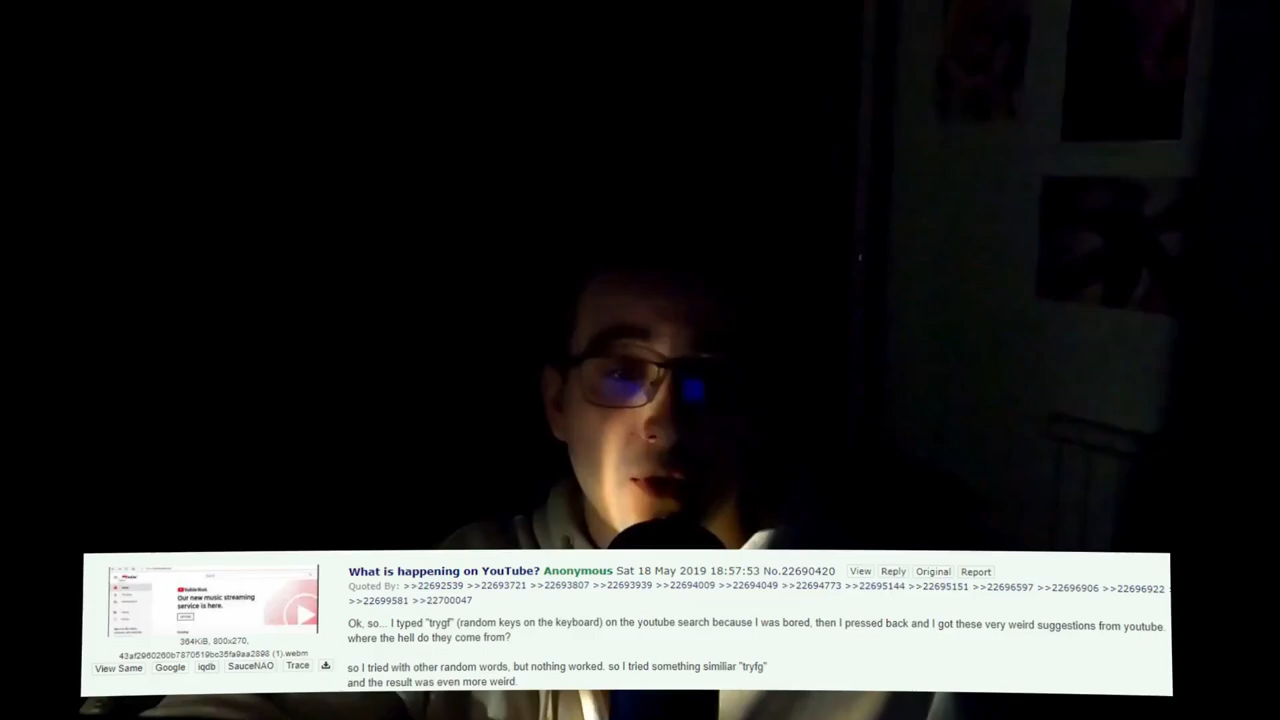 What is happening on YouTube? Anonymous Sat 18 May 2019 18:57:53 No.22690420 View Reply Original Report
Quoted By: >>22692539 >>22693721 >>22693807 >>22693939 >>22694009 >>22694049 >>22694773 >>22695144 >>22695151 >>22696597 >>22696906 >>22696922
>>22699581 >>22700047
Our new music streaming
service is here.
364KiB, 800x270,
43af2960260b7870519bc35fa9aa2898 (1).webm
View Same Google iqdb SauceNAO Trace
Ok, so... I typed "trygf" (random keys on the keyboard) on the youtube search because I was bored, then I pressed back and I got these very weird suggestions from youtube.
where the hell do they come from?
so I tried with other random words, but nothing worked. so I tried something similiar "tryfg"
and the result was even more weird.